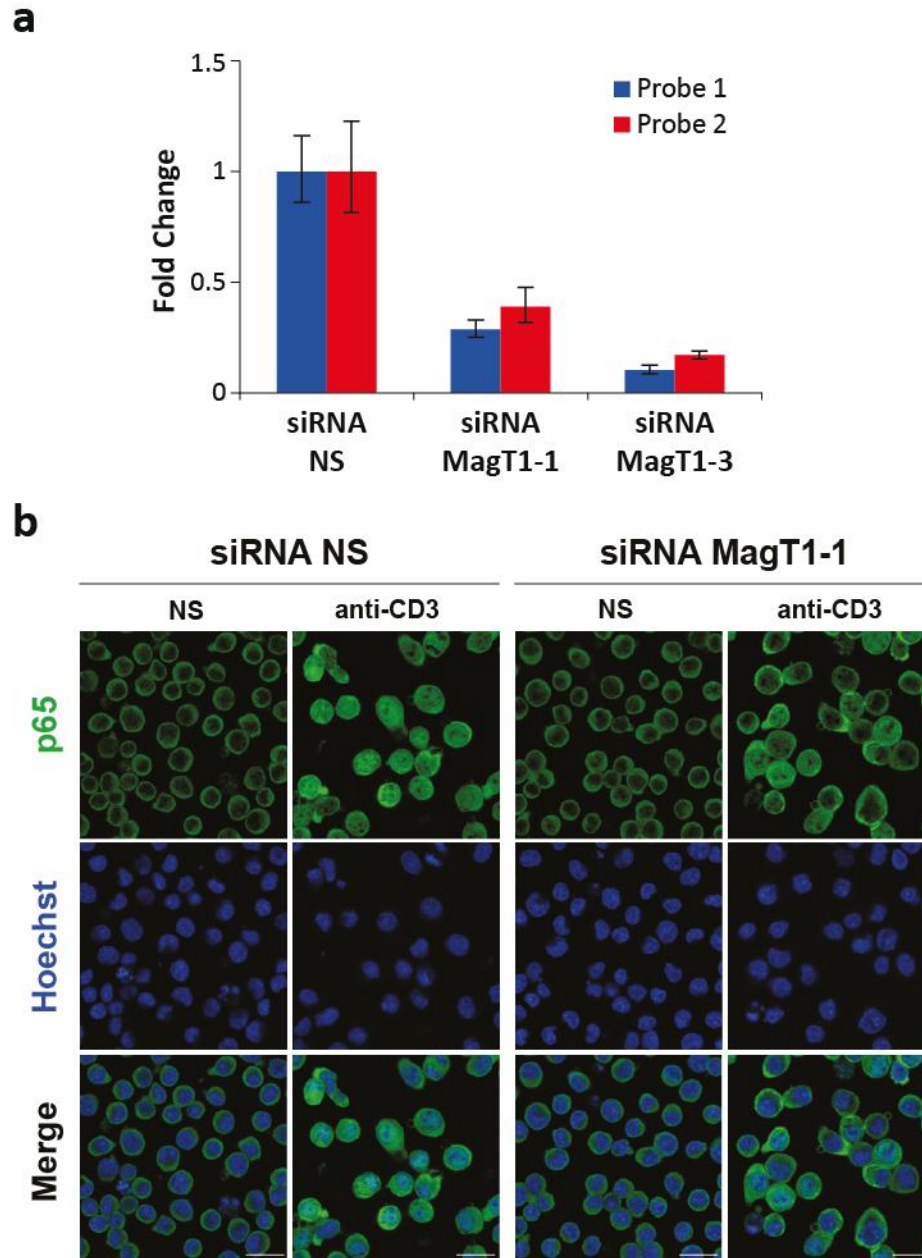 a
1.5
1
0.5
0
Fold Change
Probe 1
Probe 2
siRNA NS
siRNA MagT1-1
siRNA MagT1-3
b
siRNA NS siRNA MagT1-1
NS anti-CD3 NS anti-CD3
p65
Hoechst
Merge